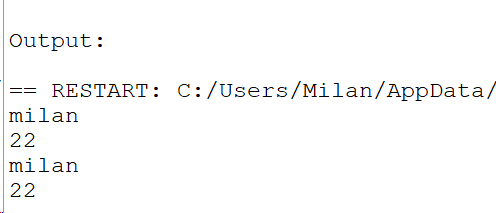 Output:
== RESTART: C:/Users/Milan/AppData/
milan
22
milan
22